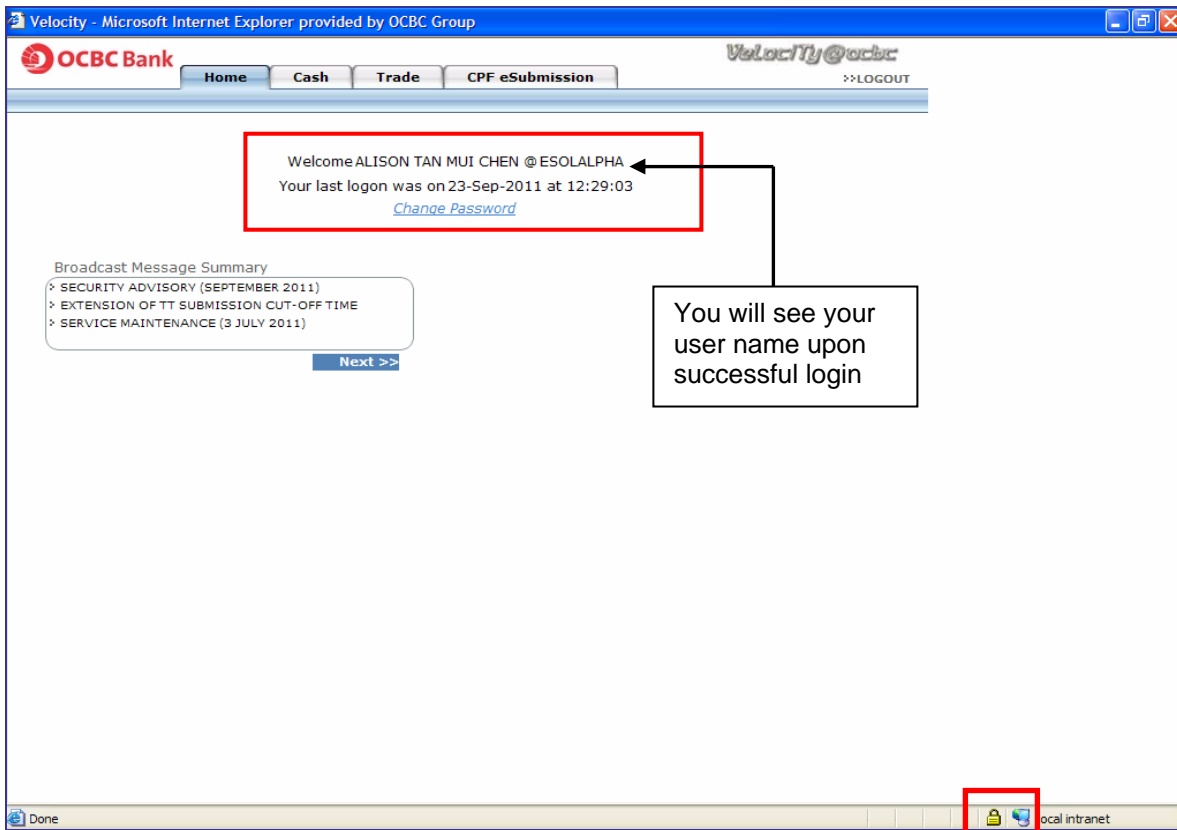 Velocity - Microsoft Internet Explorer provided by OCBC Group
OCBC Bank
Velocity@ocbc
Home Cash Trade CPF eSubmission
>>LOGOUT
Welcome ALISON TAN MUI CHEN @ ESOLALPHA
Your last logon was on 23-Sep-2011 at 12:29:03
Change Password
Broadcast Message Summary
SECURITY ADVISORY (SEPTEMBER 2011)
EXTENSION OF TT SUBMISSION CUT-OFF TIME
SERVICE MAINTENANCE (3 JULY 2011)
Next >>
You will see your
user name upon
successful login
Done
ocal intranet